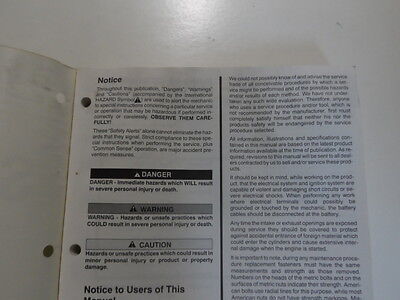 Notice
Throughout this publication, "Dangers", "Warnings"
and "Cautions" (accompanied by the International
HAZARD Symbol ) are used to alert the mechanic
to special instructions concerning a particular service
or operation that may be hazardous if performed in-
correctly or carelessly. OBSERVE THEM CARE-
FULLY!
These "Safety Alerts" alone cannot eliminate the haz-
ards that they signal. Strict compliance to these spe-
cial instructions when performing the service, plus
"Common Sense" operation, are major accident pre-
vention measures.
DANGER
DANGER - Immediate hazards which WILL result
in severe personal injury or death.
WARNING
WARNING - Hazards or unsafe practices which
COULD result in severe personal injury or death.
CAUTION
Hazards or unsafe practices which could result in
minor personal injury or product or property
damage.
Notice to Users of This
Manual
We could not possibly know of and advise the service
trade of all conceivable procedures by which a ser-
vice might be performed and of the possible hazards
and/or results of each method. We have not under-
taken any such wide evaluation. Therefore, anyone
who uses a service procedure and/or tool, which is
not recommended by the manufacturer, first must
completely satisfy himself that neither his nor the
products safety will be endangered by the service
procedure selected.
All information, illustrations and specifications con-
tained in this manual are based on the latest product
information available at the time of publication. As re-
quired, revisions to this manual will be sent to all deal-
ers contracted by us to sell and/or service these prod-
ucts.
It should be kept in mind, while working on the prod-
uct, that the electrical system and ignition system are
capable of violent and damaging short circuits or se-
vere electrical shocks. When performing any work
where electrical terminals could possibly be
grounded or touched by the mechanic, the battery
cables should be disconnected at the battery.
Any time the intake or exhaust openings are exposed
during service they should be covered to protect
against accidental entrance of foreign material which
could enter the cylinders and cause extensive inter-
nal damage when the engine is started.
It is important to note, during any maintenance proce-
dure replacement fasteners must have the same
measurements and strength as those removed.
Numbers on the heads of the metric bolts and on the
surfaces of metric nuts indicate their strength. Ameri-
can bolts use radial lines for this purpose, while most
American nuts do not have strength markings. Mis-